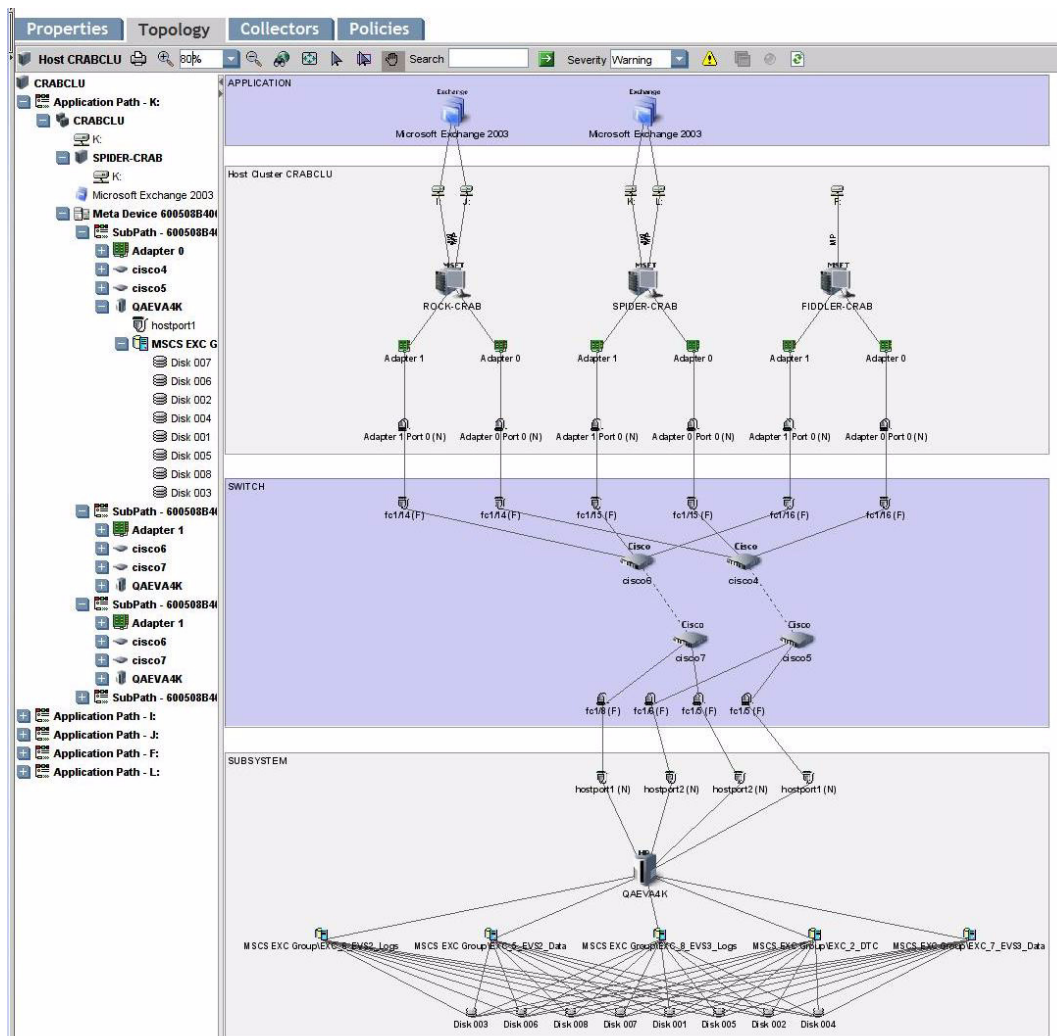 Properties Topology Collectors Policies
Host CRABCLU 80% Search Severity Warning
CRABCLU
Application Path - K:
CRABCLU
K:
SPIDER-CRAB
K:
Microsoft Exchange 2003
Meta Device 600508B40
SubPath - 600508B4
Adapter 0
cisco4
cisco5
QAEVA4K
hostport1
MSCS EXC G
Disk 007
Disk 006
Disk 002
Disk 004
Disk 001
Disk 005
Disk 008
Disk 003
SubPath - 600508B4
Adapter 1
cisco6
cisco7
QAEVA4K
SubPath - 600508B4
Adapter 1
cisco6
cisco7
QAEVA4K
SubPath - 600508B4
Application Path - I:
Application Path - J:
Application Path - F:
Application Path - L:
APPLICATION
Exchange Exchange
Microsoft Exchange 2003 Microsoft Exchange 2003
Host Cluster CRABCLU
I: J: K: L: F:
MP
MSFT MSFT MSFT
ROCK-CRAB SPIDER-CRAB FIDDLER-CRAB
Adapter 1 Adapter 0 Adapter 1 Adapter 0 Adapter 1 Adapter 0
Adapter 1 Port 0 (N) Adapter 0 Port 0 (N) Adapter 1 Port 0 (N) Adapter 0 Port 0 (N) Adapter 1 Port 0 (N) Adapter 0 Port 0 (N)
SWITCH
fc1/14 (F) fc1/14 (F) fc1/15 (F) fc1/15 (F) fc1/16 (F) fc1/16 (F)
Cisco Cisco
cisco6 cisco4
Cisco Cisco
cisco7 cisco5
fc1/8 (F) fc1/6 (F) fc1/5 (F) fc1/5 (F)
SUBSYSTEM
hostport1 (N) hostport2 (N) hostport2 (N) hostport1 (N)
HP
QAEVA4K
MSCS EXC Group\EXC_6_EVS2_Logs MSCS EXC Group\EXC_5_EVS2_Data MSCS EXC Group\EXC_8_EVS3_Logs MSCS EXC Group\EXC_2_DTC MSCS EXC Group\EXC_7_EVS3_Data
Disk 003 Disk 006 Disk 008 Disk 007 Disk 001 Disk 005 Disk 002 Disk 004